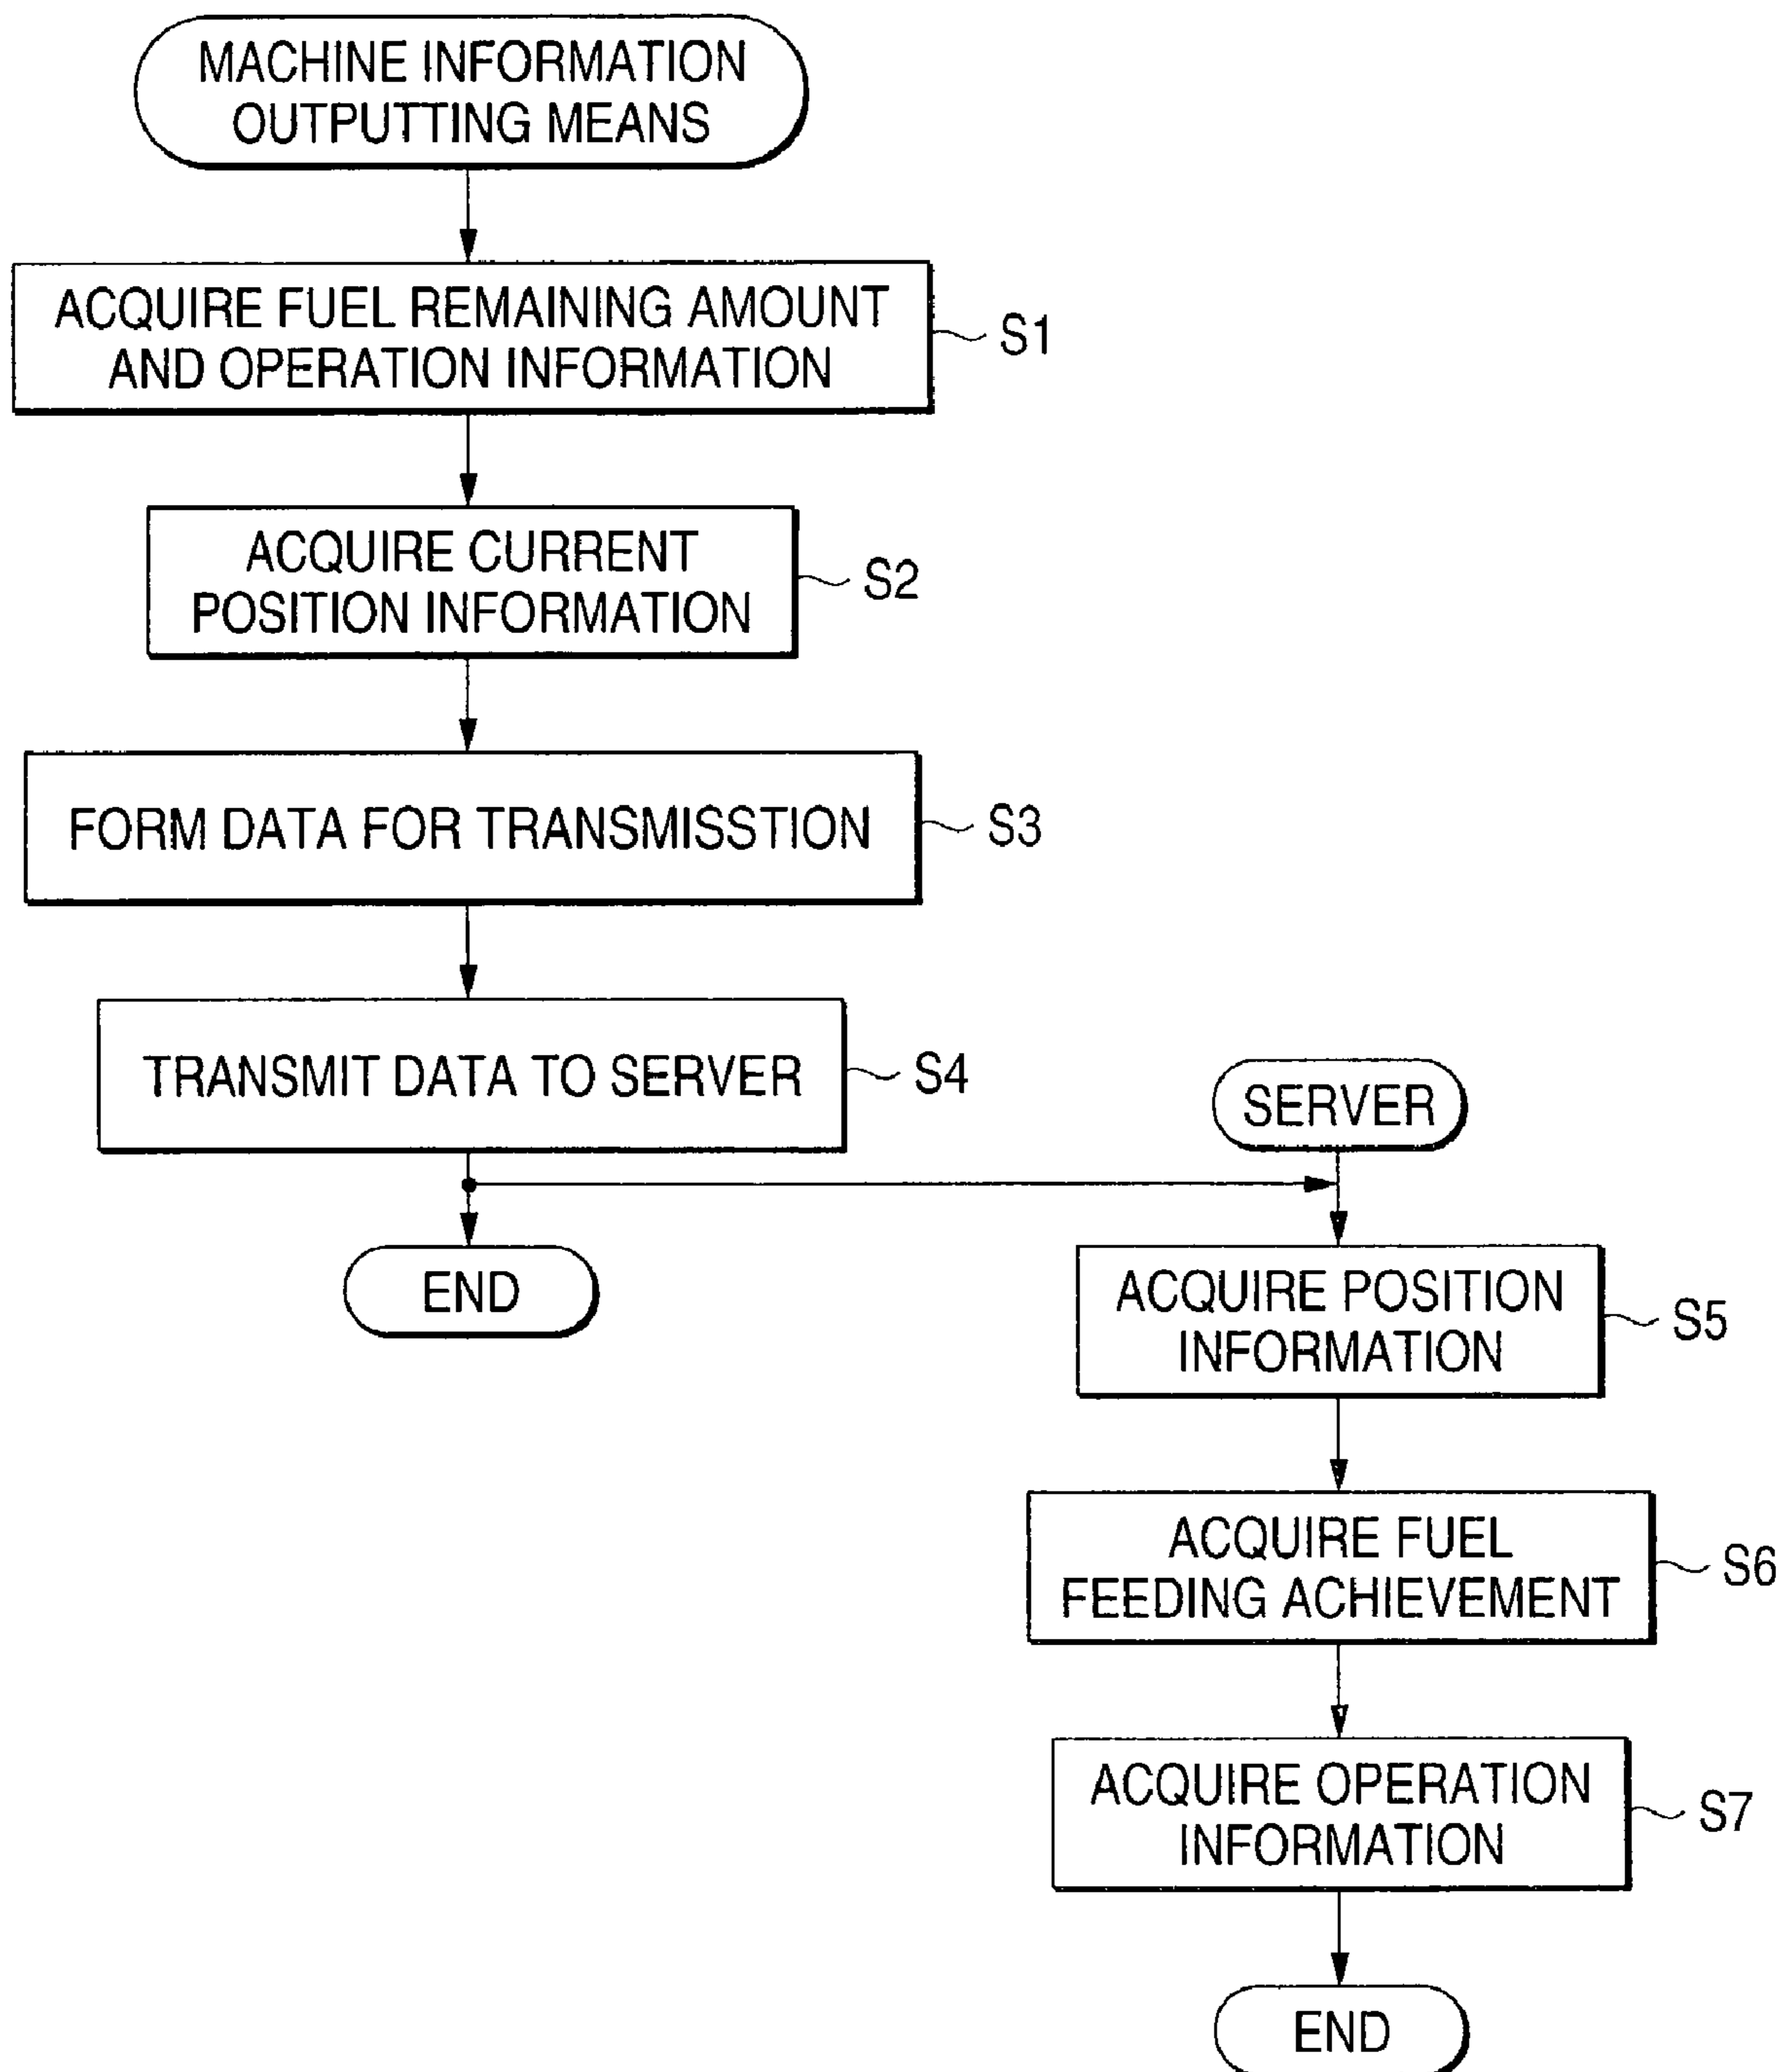 MACHINE INFORMATION
OUTPUTTING MEANS
ACQUIRE FUEL REMAINING AMOUNT
AND OPERATION INFORMATION
S1
ACQUIRE CURRENT
POSITION INFORMATION
S2
FORM DATA FOR TRANSMISSTION
S3
TRANSMIT DATA TO SERVER
S4
END
SERVER
ACQUIRE POSITION
INFORMATION
S5
ACQUIRE FUEL
FEEDING ACHIEVEMENT
S6
ACQUIRE OPERATION
INFORMATION
S7
END